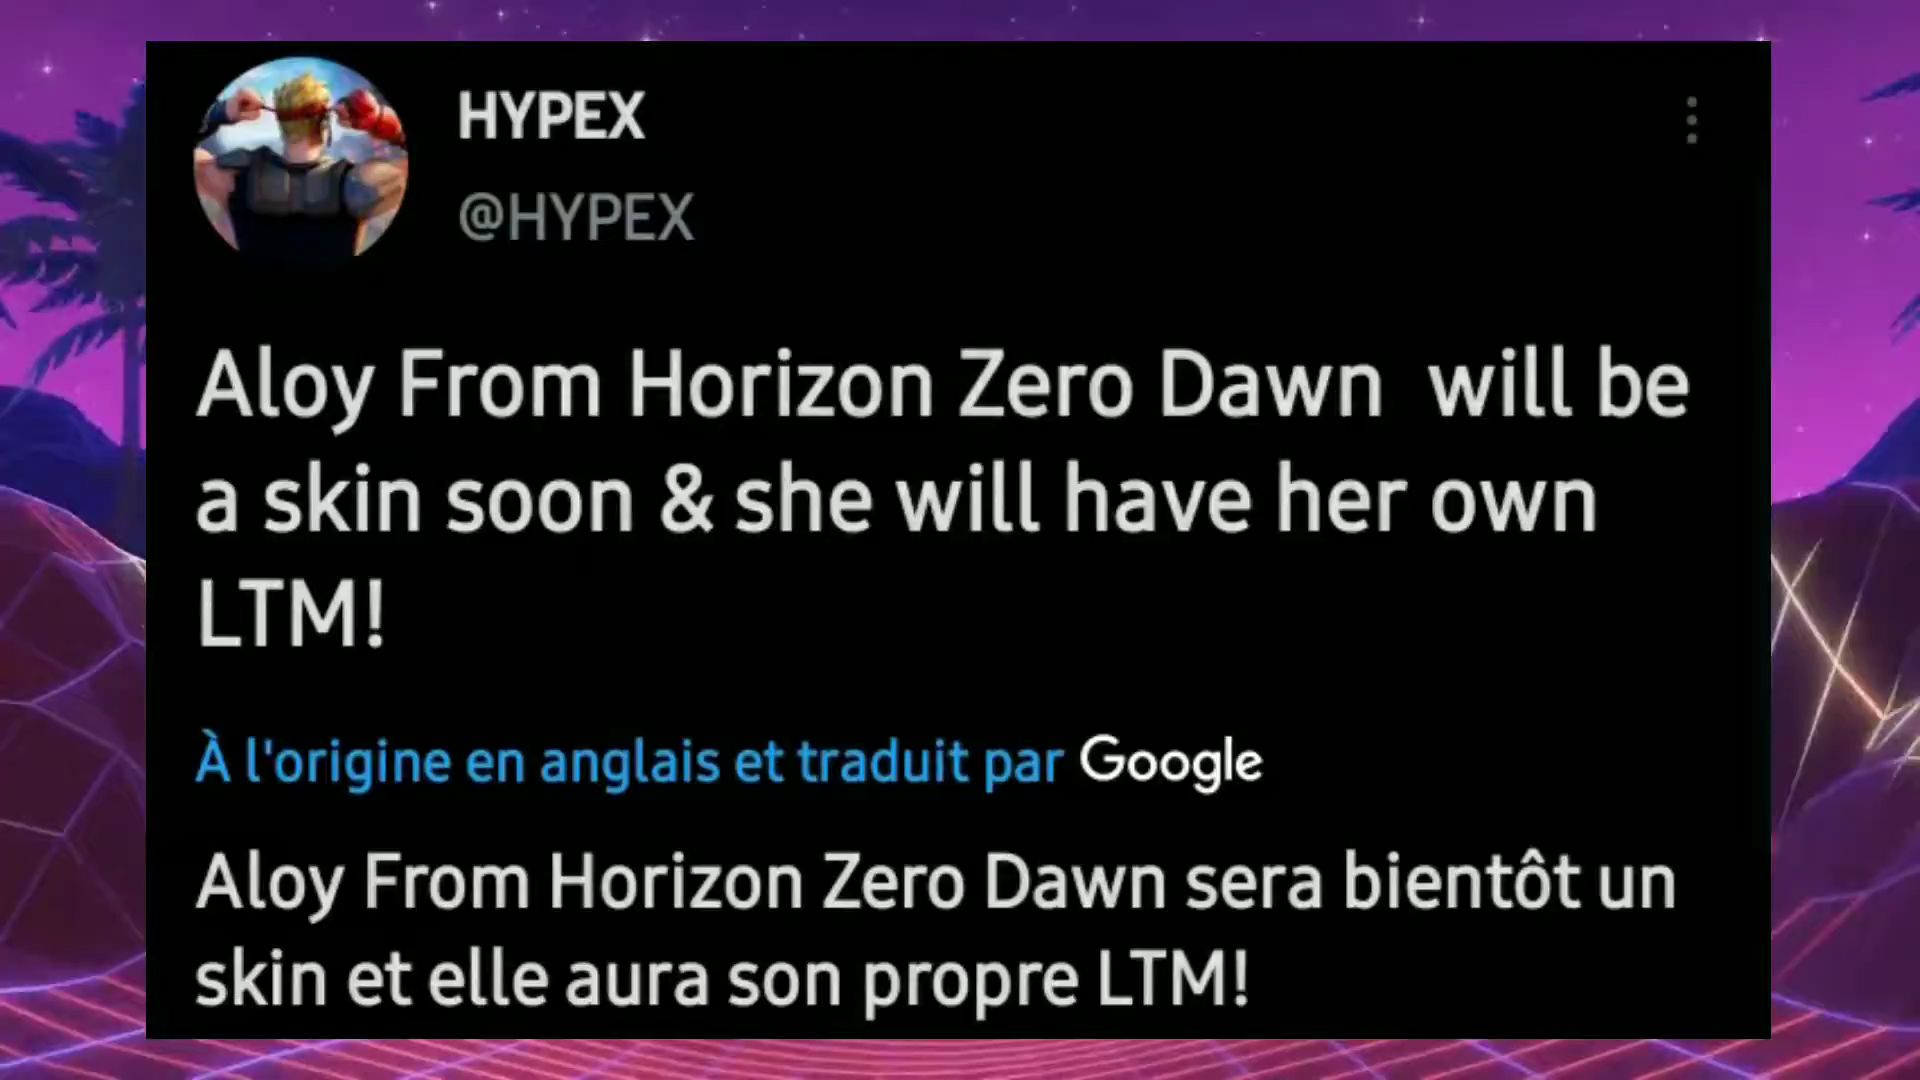 HYPEX
@HYPEX
Aloy From Horizon Zero Dawn will be
a skin soon & she will have her own
LTM!
À l'origine en anglais et traduit par Google
Aloy From Horizon Zero Dawn sera bientôt un
skin et elle aura son propre LTM!